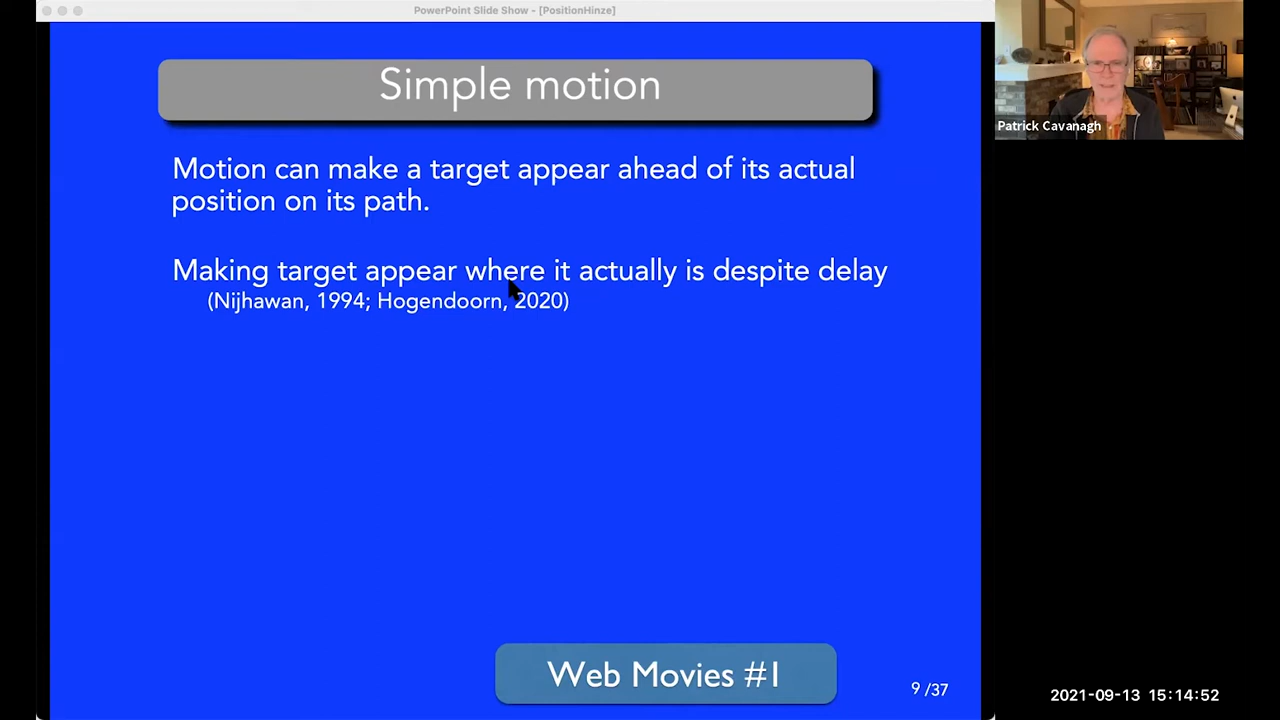 PowerPoint Slide Show - [PositionHinze]
Simple motion
Motion can make a target appear ahead of its actual
position on its path.
Making target appear where it actually is despite delay
(Nijhawan, 1994; Hogendoorn, 2020)
Web Movies #1
9 /37
Patrick Cavanagh
2021-09-13 15:14:52